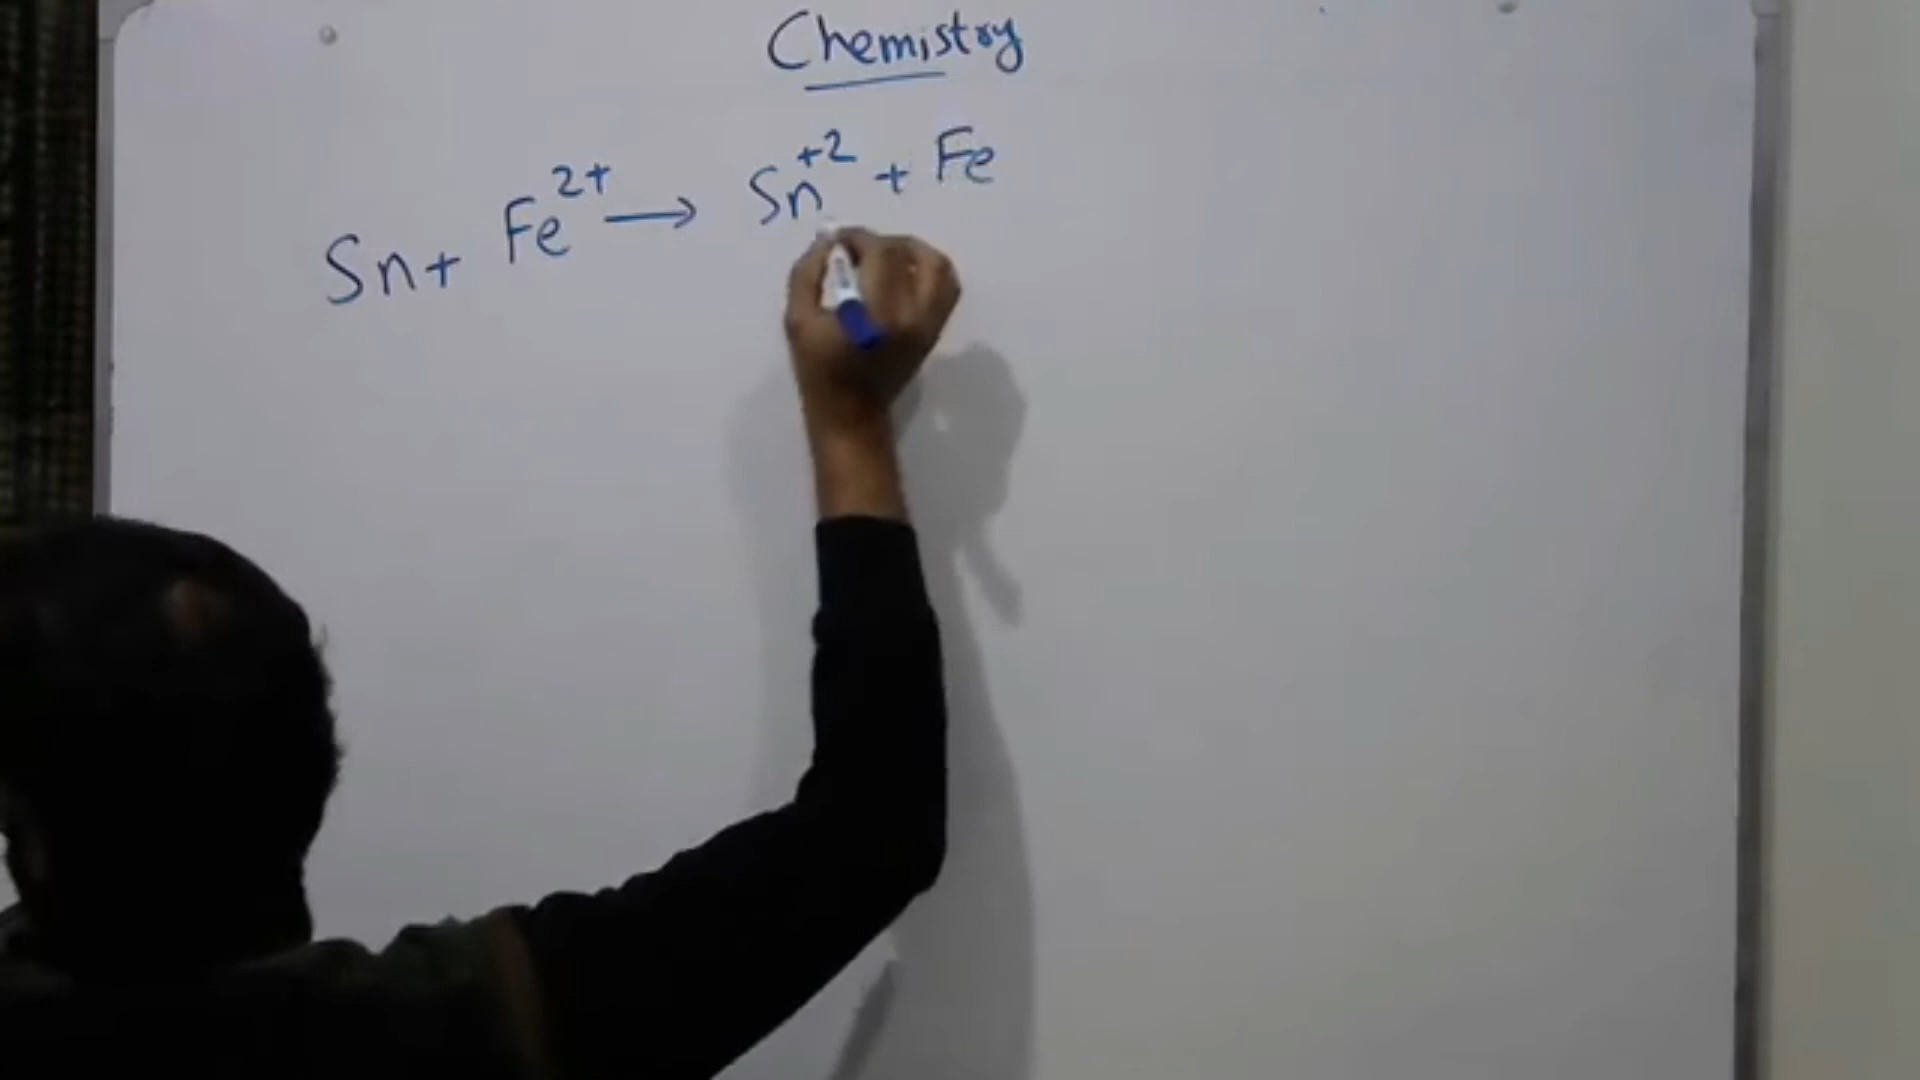 Chemistry
Sn + Fe²⁺ → Sn⁺² + Fe